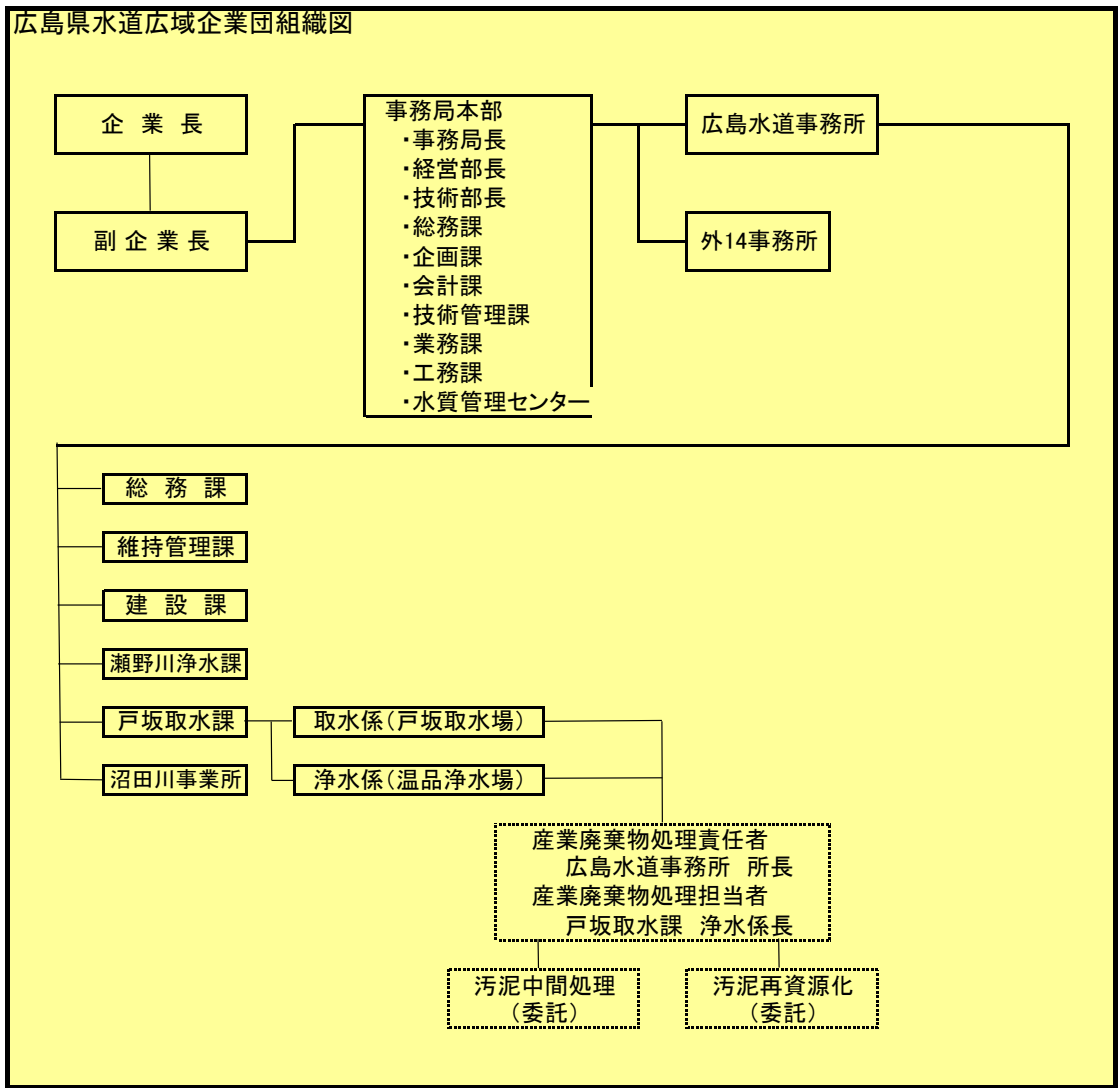 広島県水道広域企業団組織図
企業長
副企業長
事務局本部
・事務局長
・経営部長
・技術部長
・総務課
・企画課
・会計課
・技術管理課
・業務課
・工務課
・水質管理センター
広島水道事務所
外14事務所
総務課
維持管理課
建設課
瀬野川浄水課
戸坂取水課
沼田川事業所
取水係(戸坂取水場)
浄水係(温品浄水場)
産業廃棄物処理責任者
広島水道事務所 所長
産業廃棄物処理担当者
戸坂取水課 浄水係長
汚泥中間処理
(委託)
汚泥再資源化
(委託)